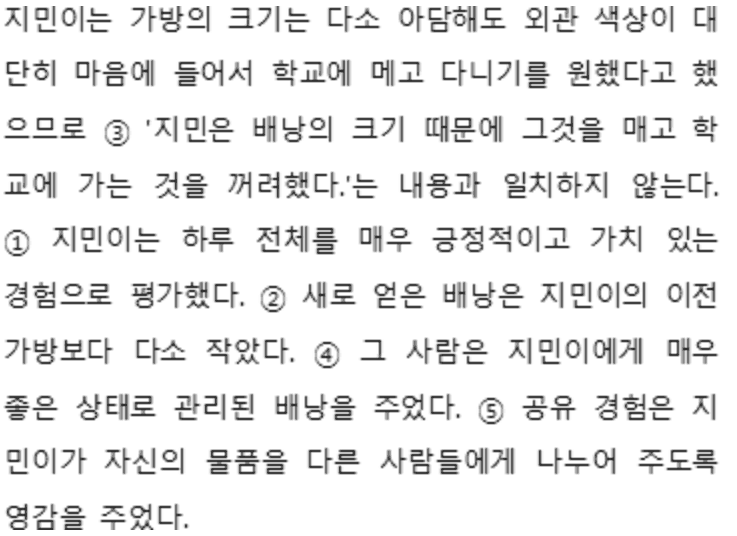 지민이는 가방의 크기는 다소 아담해도 외관 색상이 대
단히 마음에 들어서 학교에 메고 다니기를 원했다고 했
으므로 ③ '지민은 배낭의 크기 때문에 그것을 매고 학
교에 가는 것을 꺼려했다.'는 내용과 일치하지 않는다.
① 지민이는 하루 전체를 매우 긍정적이고 가치 있는
경험으로 평가했다. ② 새로 얻은 배낭은 지민이의 이전
가방보다 다소 작았다. ④ 그 사람은 지민이에게 매우
좋은 상태로 관리된 배낭을 주었다. ⑤ 공유 경험은 지
민이가 자신의 물품을 다른 사람들에게 나누어 주도록
영감을 주었다.